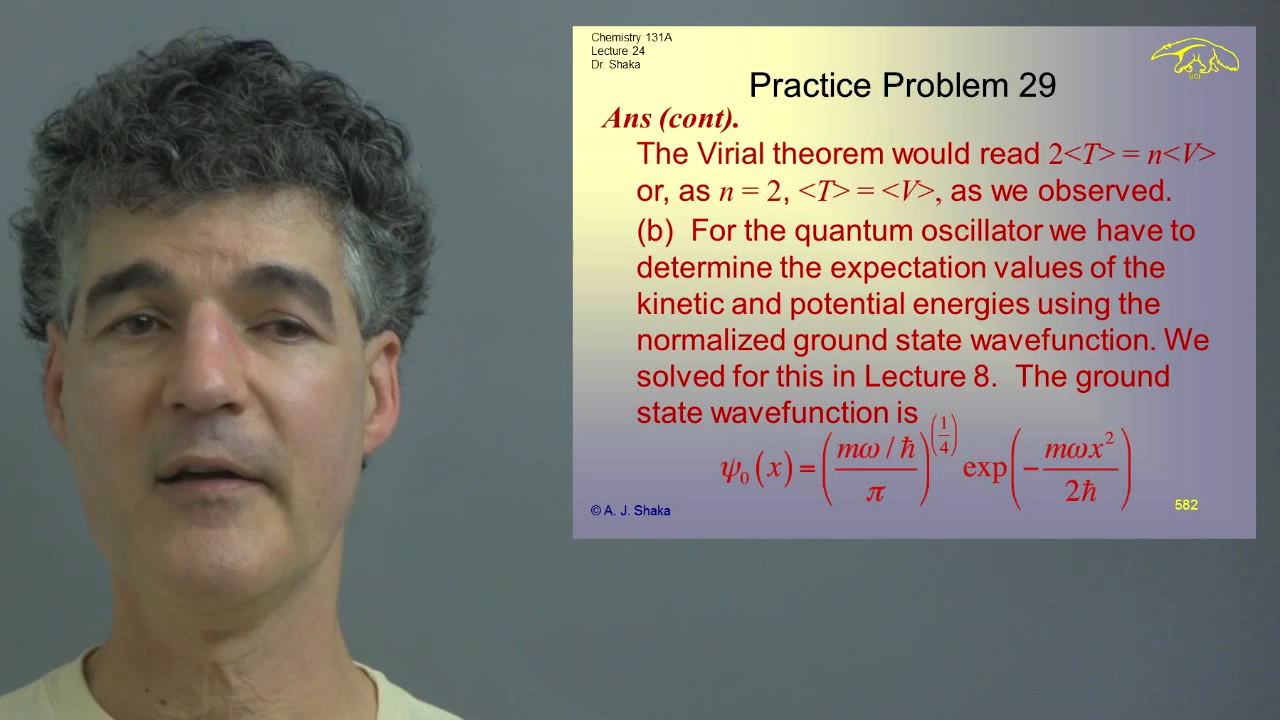 Chemistry 131A
Lecture 24
Dr. Shaka
UCI
Practice Problem 29
Ans (cont).
The Virial theorem would read 2<T> = n<V>
or, as n = 2, <T> = <V>, as we observed.
(b) For the quantum oscillator we have to
determine the expectation values of the
kinetic and potential energies using the
normalized ground state wavefunction. We
solved for this in Lecture 8. The ground
state wavefunction is
ψ₀(x) = ((mω / ħ) / π)^(1/4) exp(−mωx² / 2ħ)
© A. J. Shaka
582